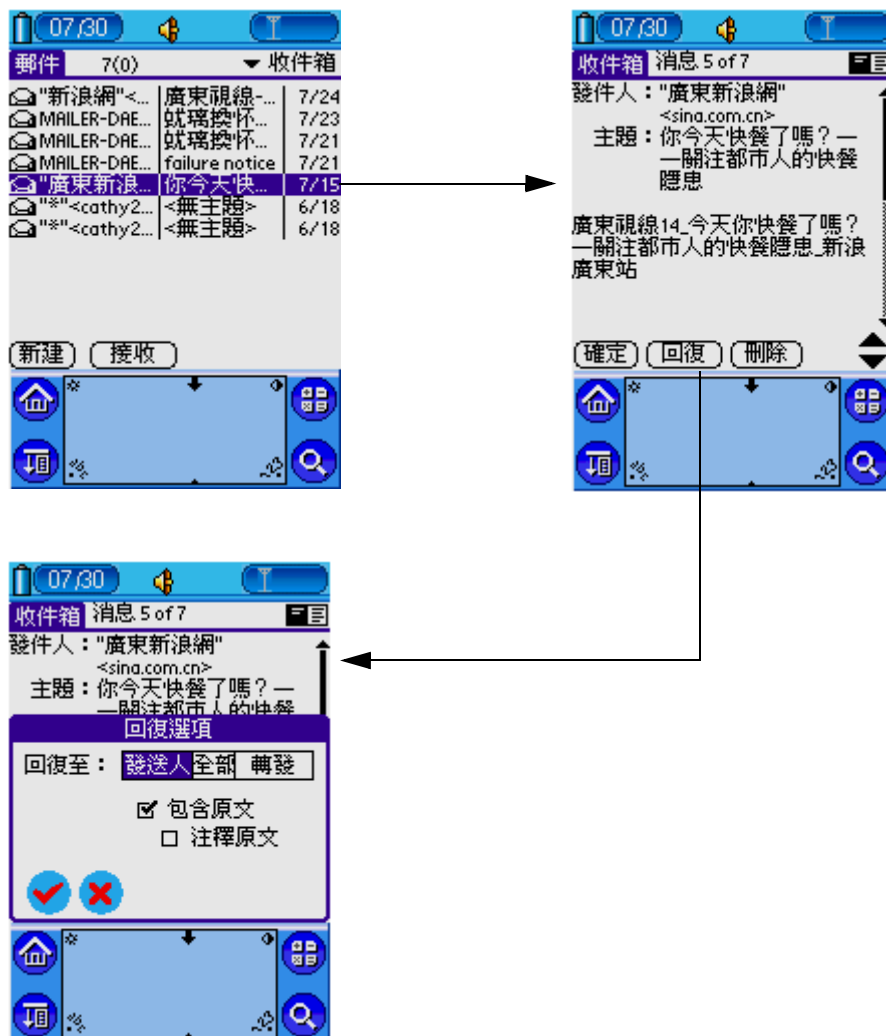 07/30
郵件 7(0) 收件箱
"新浪網"<... 廣東視線-... 7/24
MAILER-DAE... 7/23
MAILER-DAE... 7/21
MAILER-DAE... failure notice 7/21
"廣東新浪... 你今天快... 7/15
"*"<cathy2... <無主題> 6/18
"*"<cathy2... <無主題> 6/18
新建 接收
07/30
收件箱 消息 5 of 7
發件人："廣東新浪網"
<sina.com.cn>
主題：你今天快餐了嗎？一
一關注都市人的快餐
隱患
廣東視線14_今天你快餐了嗎？
一關注都市人的快餐隱患_新浪
廣東站
確定 回復 刪除
07/30
收件箱 消息 5 of 7
發件人："廣東新浪網"
<sina.com.cn>
主題：你今天快餐了嗎？一
一關注都市人的快餐
回復選項
回復至： 發送人 全部 轉發
包含原文
注釋原文